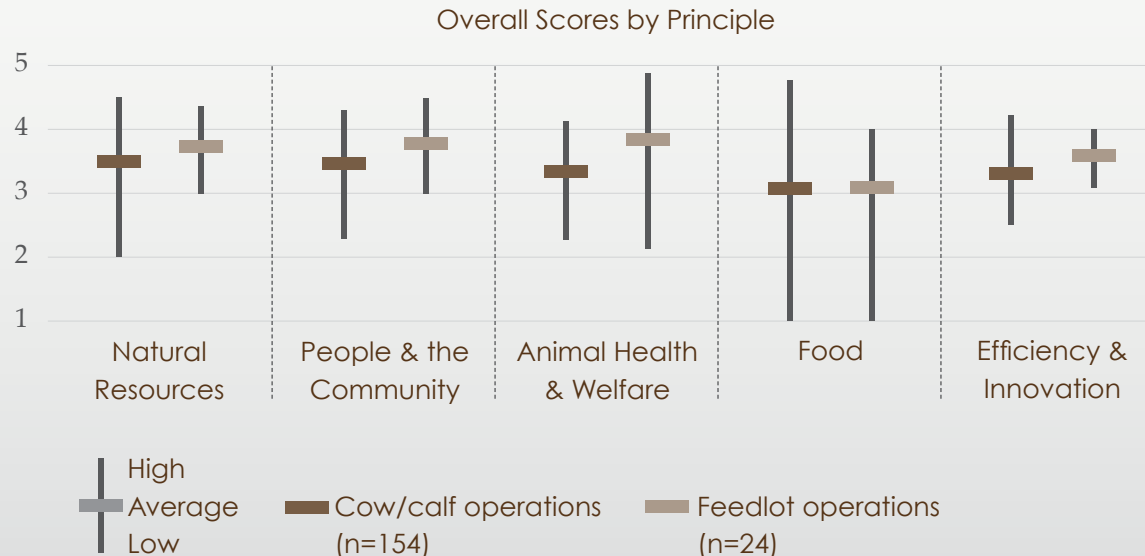 Overall Scores by Principle
5
4
3
2
1
Natural
Resources
People & the
Community
Animal Health
& Welfare
Food
Efficiency &
Innovation
High
Average
Low
Cow/calf operations
(n=154)
Feedlot operations
(n=24)